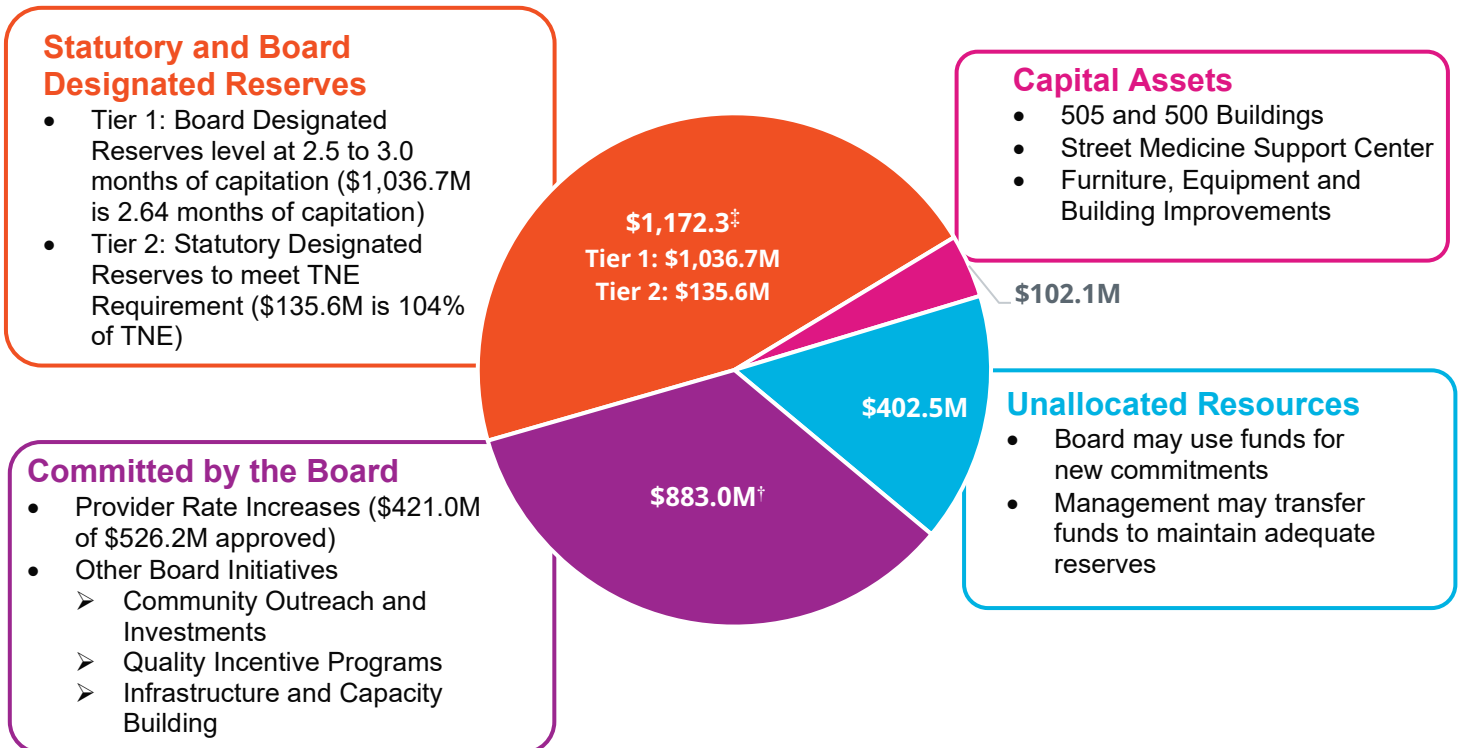 Statutory and Board
Designated Reserves
• Tier 1: Board Designated
Reserves level at 2.5 to 3.0
months of capitation ($1,036.7M
is 2.64 months of capitation)
• Tier 2: Statutory Designated
Reserves to meet TNE
Requirement ($135.6M is 104%
of TNE)
Capital Assets
• 505 and 500 Buildings
• Street Medicine Support Center
• Furniture, Equipment and
Building Improvements
$1,172.3‡
Tier 1: $1,036.7M
Tier 2: $135.6M
$102.1M
$402.5M
$883.0M†
Unallocated Resources
• Board may use funds for
new commitments
• Management may transfer
funds to maintain adequate
reserves
Committed by the Board
• Provider Rate Increases ($421.0M
of $526.2M approved)
• Other Board Initiatives
➢ Community Outreach and
Investments
➢ Quality Incentive Programs
➢ Infrastructure and Capacity
Building